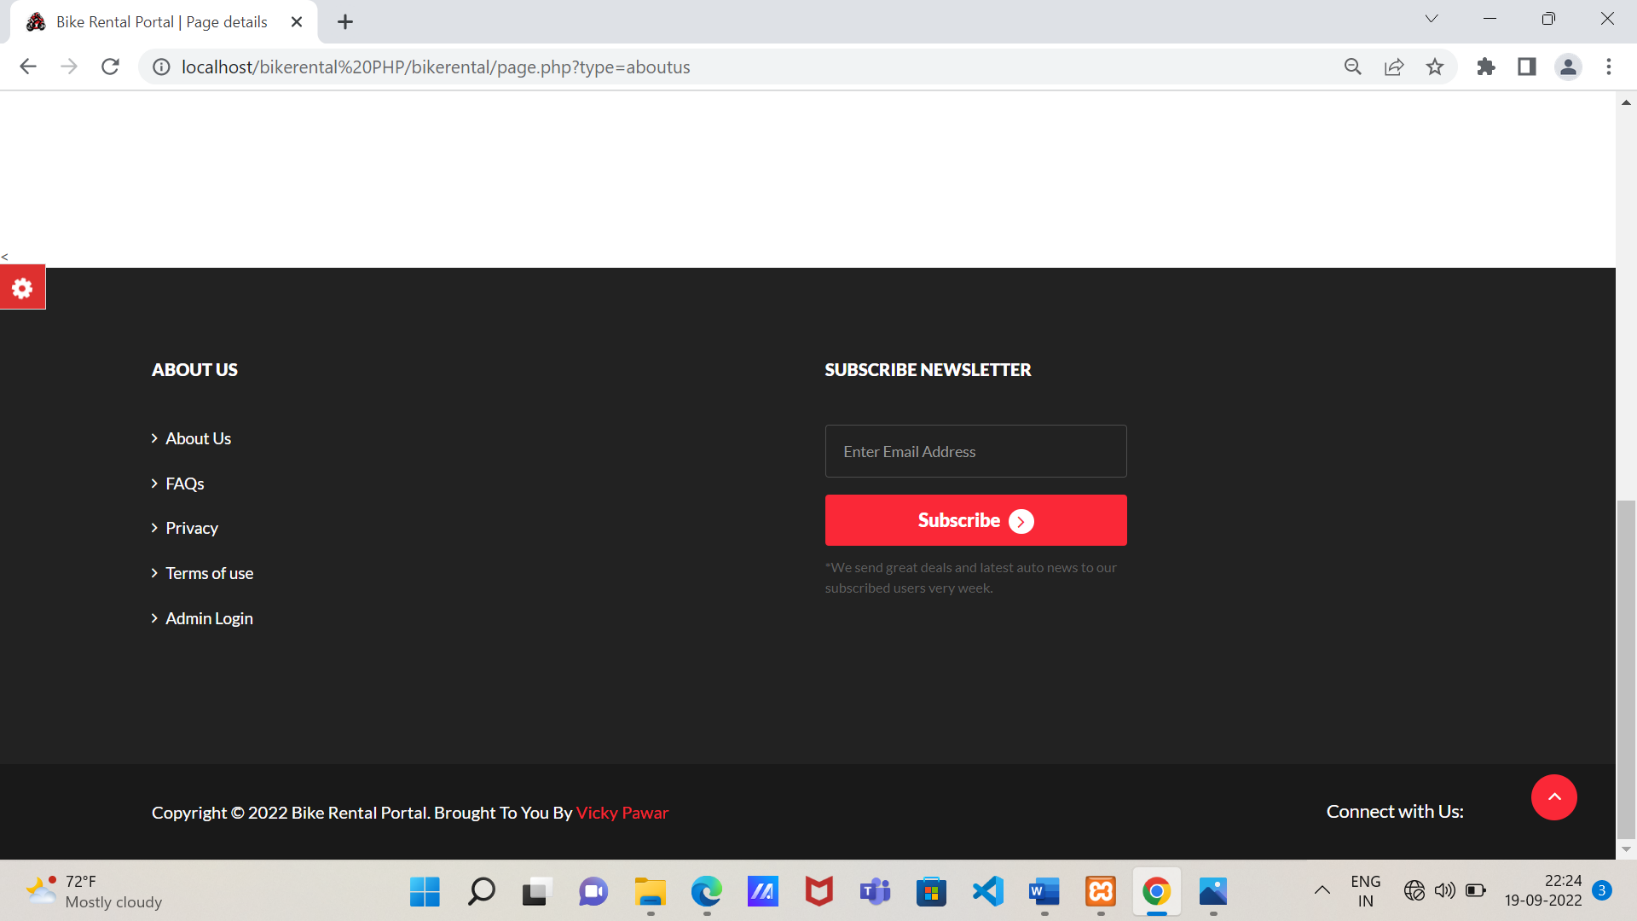 Bike Rental Portal | Page details
localhost/bikerental%20PHP/bikerental/page.php?type=aboutus
<
ABOUT US
About Us
FAQs
Privacy
Terms of use
Admin Login
SUBSCRIBE NEWSLETTER
Enter Email Address
Subscribe
*We send great deals and latest auto news to our
subscribed users very week.
Copyright © 2022 Bike Rental Portal. Brought To You By Vicky Pawar
Connect with Us:
72°F
Mostly cloudy
ENG
IN
22:24
19-09-2022
3